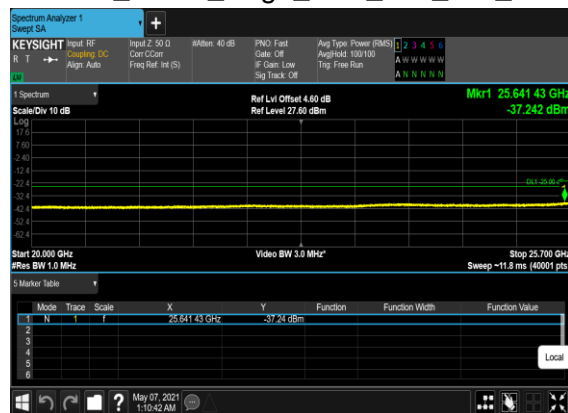 Spectrum Analyzer 1
Swept SA
KEYSIGHT
R T
Input: RF
Coupling: DC
Align: Auto
Input Z: 50 Ω
Corr CCorr
Freq Ref: Int (S)
#Atten: 40 dB
PNO: Fast
Gate: Off
IF Gain: Low
Sig Track: Off
Avg Type: Power (RMS)
Avg|Hold: 100/100
Trig: Free Run
1 2 3 4 5 6
A W W W W W
A N N N N N
1 Spectrum
Scale/Div 10 dB
Ref Lvl Offset 4.60 dB
Ref Level 27.60 dBm
Mkr1 25.641 43 GHz
-37.242 dBm
Log
17.6
7.60
-2.40
-12.4
-22.4
-32.4
-42.4
-52.4
-62.4
DL1 -25.00
1
Start 20.000 GHz
#Res BW 1.0 MHz
Video BW 3.0 MHz*
Stop 25.700 GHz
Sweep ~11.8 ms (40001 pts)
5 Marker Table
Mode Trace Scale X Y Function Function Width Function Value
1 N 1 f 25.641 43 GHz -37.24 dBm
2
3
4
5
6
Local
?
May 07, 2021
1:10:42 AM